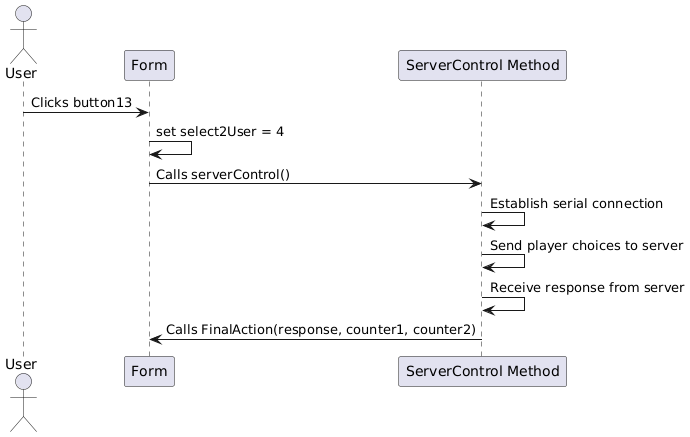 User
Form
ServerControl Method
Clicks button13
set select2User = 4
Calls serverControl()
Establish serial connection
Send player choices to server
Receive response from server
Calls FinalAction(response, counter1, counter2)
User
Form
ServerControl Method